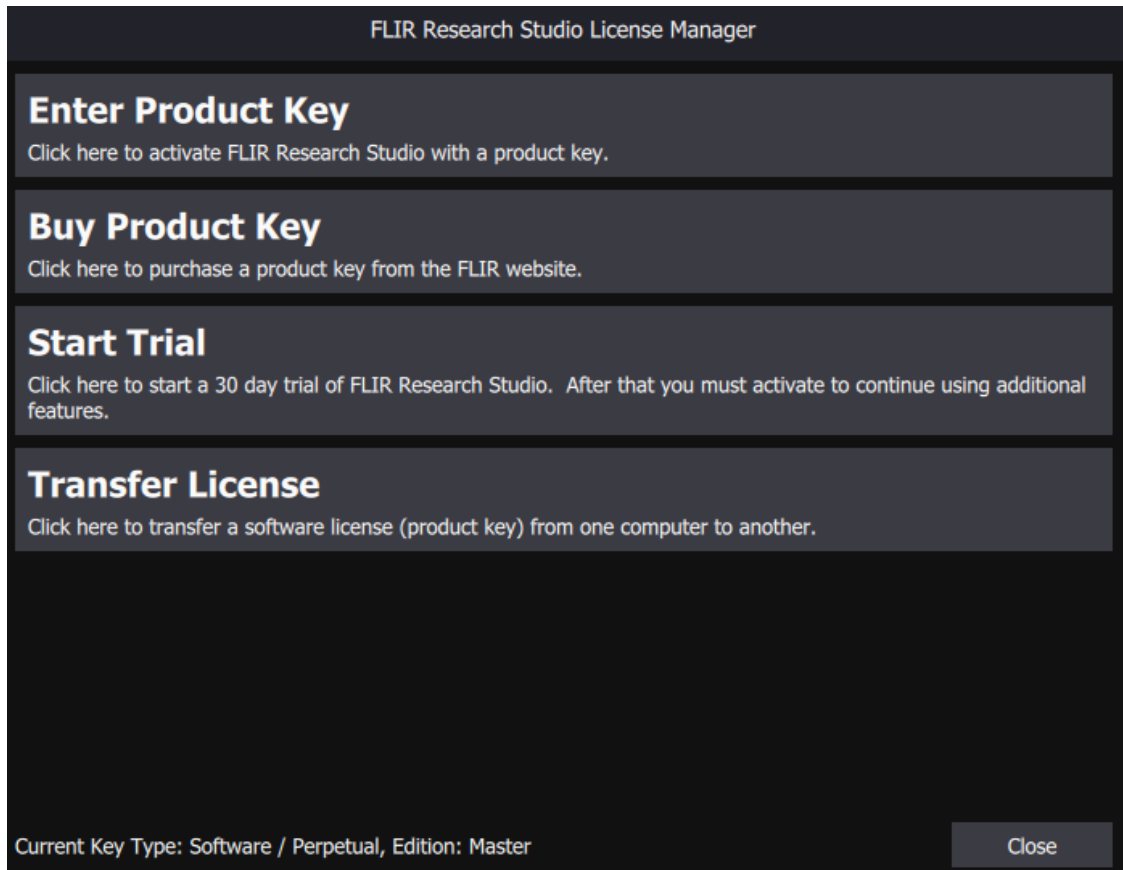 FLIR Research Studio License Manager
Enter Product Key
Click here to activate FLIR Research Studio with a product key.
Buy Product Key
Click here to purchase a product key from the FLIR website.
Start Trial
Click here to start a 30 day trial of FLIR Research Studio.  After that you must activate to continue using additional
features.
Transfer License
Click here to transfer a software license (product key) from one computer to another.
Current Key Type: Software / Perpetual, Edition: Master
Close